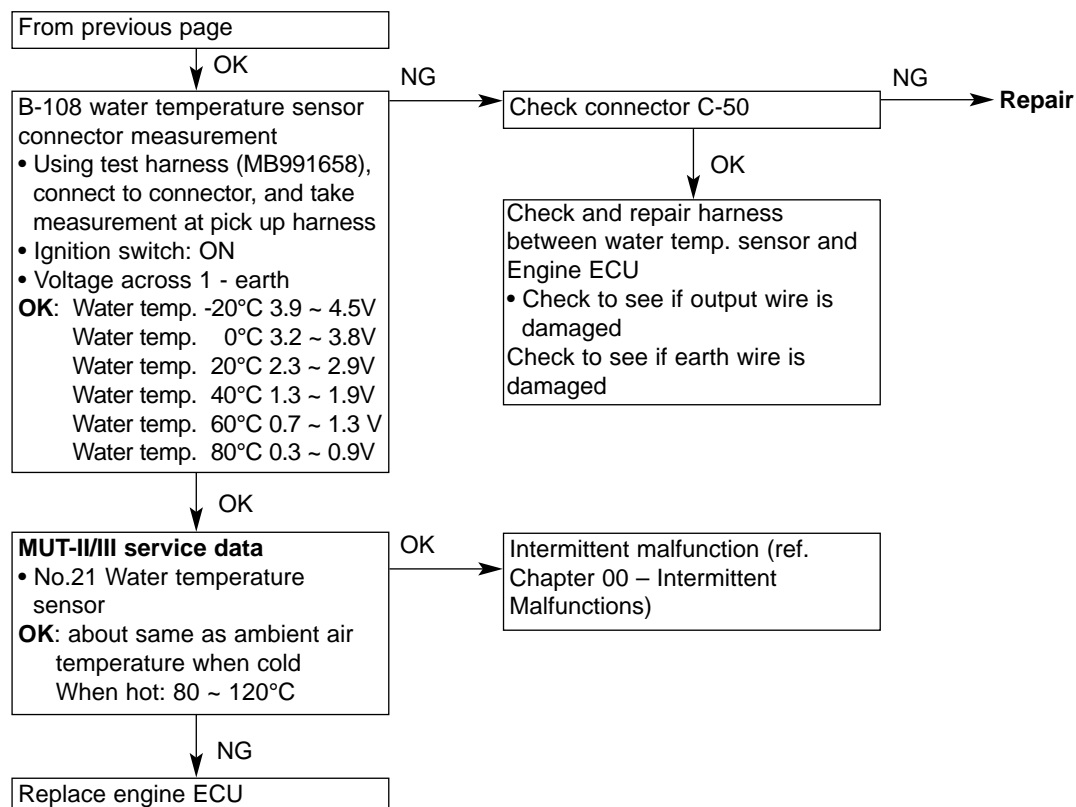 From previous page
OK
B-108 water temperature sensor
connector measurement
• Using test harness (MB991658),
connect to connector, and take
measurement at pick up harness
• Ignition switch: ON
• Voltage across 1 - earth
OK: Water temp. -20°C 3.9 ~ 4.5V
Water temp. 0°C 3.2 ~ 3.8V
Water temp. 20°C 2.3 ~ 2.9V
Water temp. 40°C 1.3 ~ 1.9V
Water temp. 60°C 0.7 ~ 1.3 V
Water temp. 80°C 0.3 ~ 0.9V
NG
Check connector C-50
NG
Repair
OK
Check and repair harness
between water temp. sensor and
Engine ECU
• Check to see if output wire is
damaged
Check to see if earth wire is
damaged
OK
MUT-II/III service data
• No.21 Water temperature
sensor
OK: about same as ambient air
temperature when cold
When hot: 80 ~ 120°C
OK
Intermittent malfunction (ref.
Chapter 00 – Intermittent
Malfunctions)
NG
Replace engine ECU